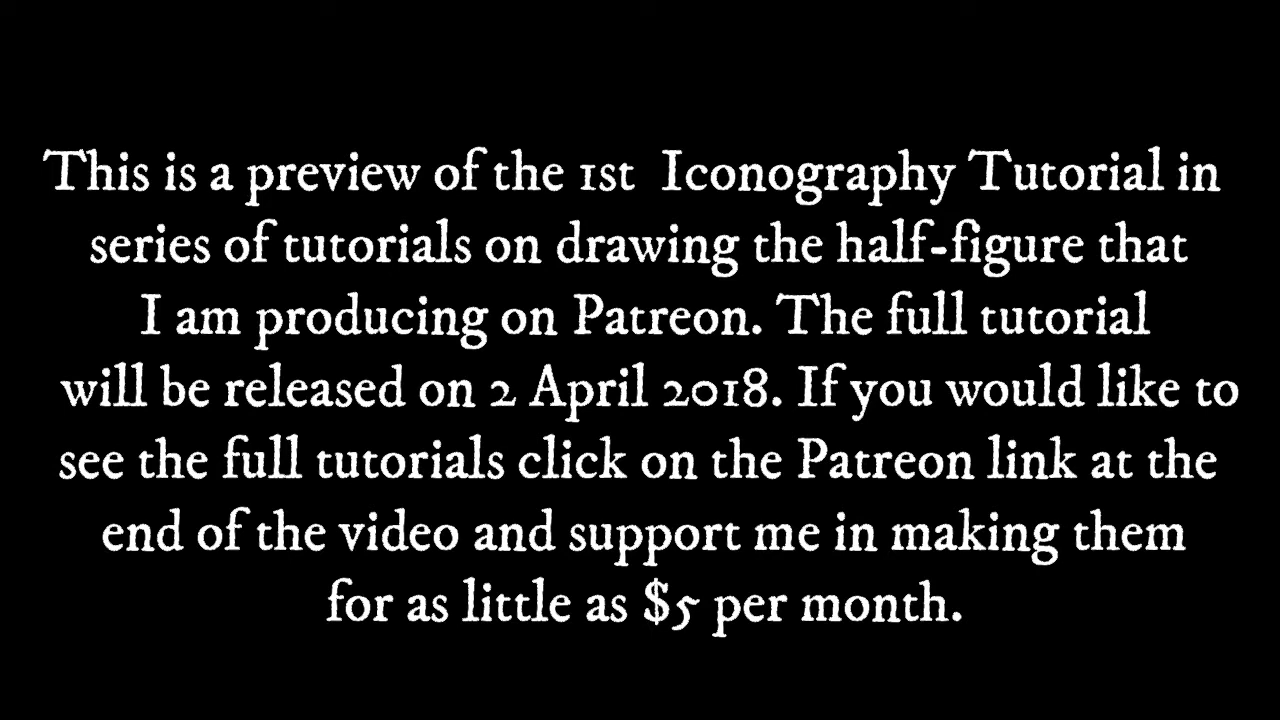 This is a preview of the 1st Iconography Tutorial in
series of tutorials on drawing the half-figure that
I am producing on Patreon. The full tutorial
will be released on 2 April 2018. If you would like to
see the full tutorials click on the Patreon link at the
end of the video and support me in making them
for as little as $5 per month.